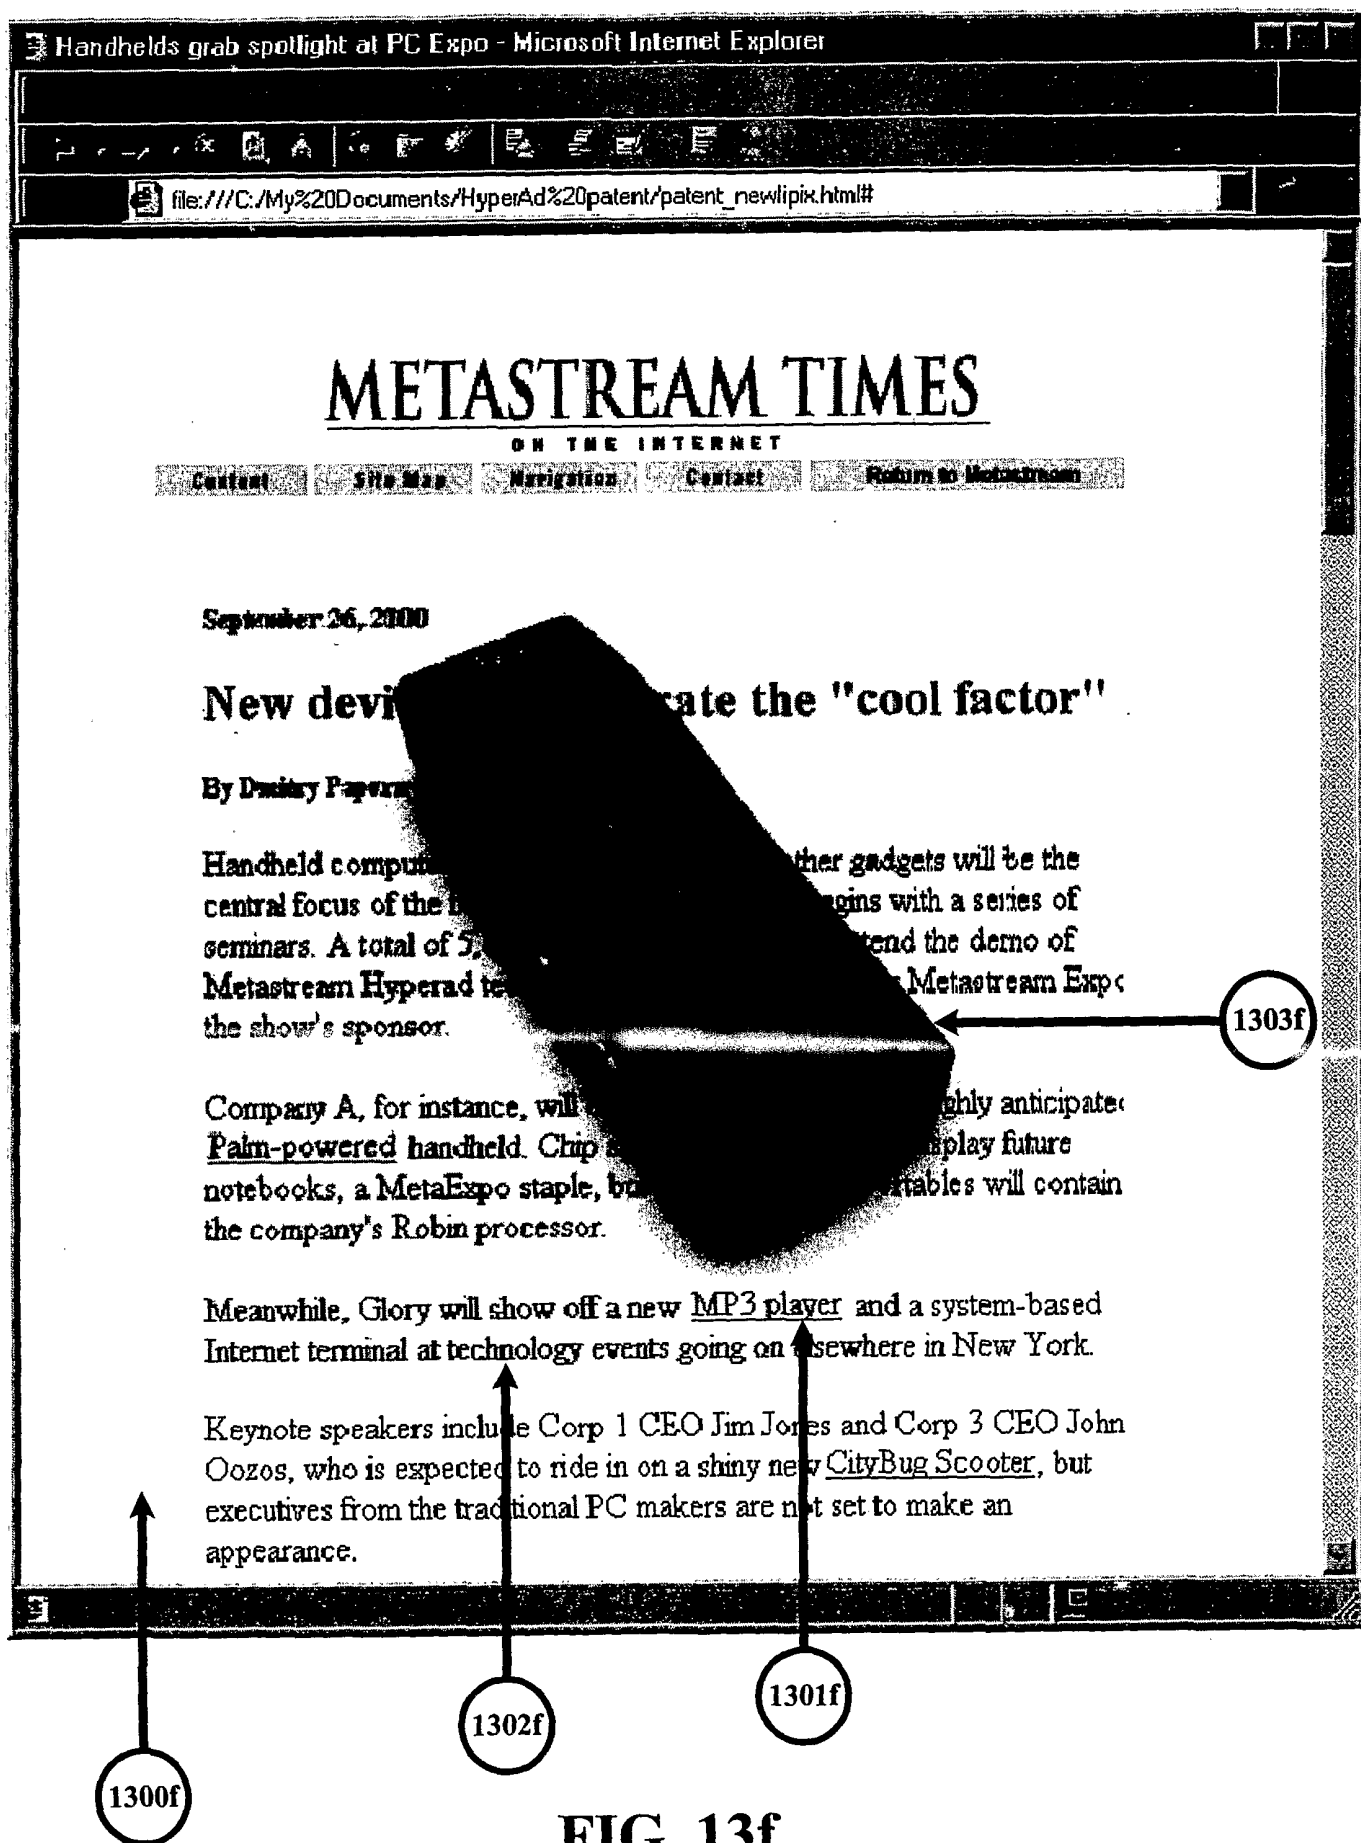 Handhelds grab spotlight at PC Expo - Microsoft Internet Explorer
file:///C:/My%20Documents/HyperAd%20patent/patent_newlipix.html#
METASTREAM TIMES
ON THE INTERNET
Content Site Map Navigation Contact Return to Metastream
September 26, 2000
New devi cate the "cool factor"
By Dmitry
Handheld comput ther gadgets will be the
central focus of the gins with a series of
seminars. A total of 5, tend the demo of
Metastream Hyperad te Metastream Expo
the show's sponsor.
Company A, for instance, will ghly anticipated
Palm-powered handheld. Chip splay future
notebooks, a MetaExpo staple, bu rtables will contain
the company's Robin processor.
Meanwhile, Glory will show off a new MP3 player and a system-based
Internet terminal at technology events going on elsewhere in New York.
Keynote speakers include Corp 1 CEO Jim Jones and Corp 3 CEO John
Oozos, who is expected to ride in on a shiny new CityBug Scooter, but
executives from the traditional PC makers are not set to make an
appearance.
1303f
1301f
1302f
1300f
FIG. 13f